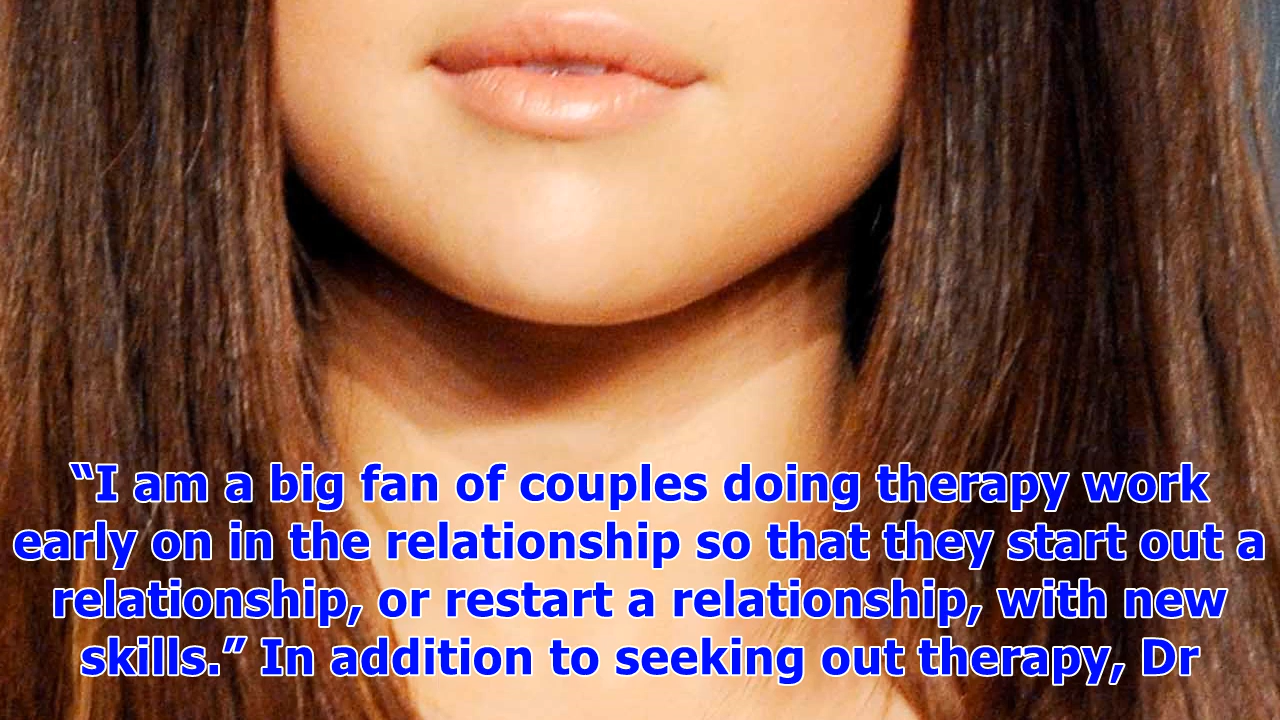 “I am a big fan of couples doing therapy work
early on in the relationship so that they start out a
relationship, or restart a relationship, with new
skills.” In addition to seeking out therapy, Dr